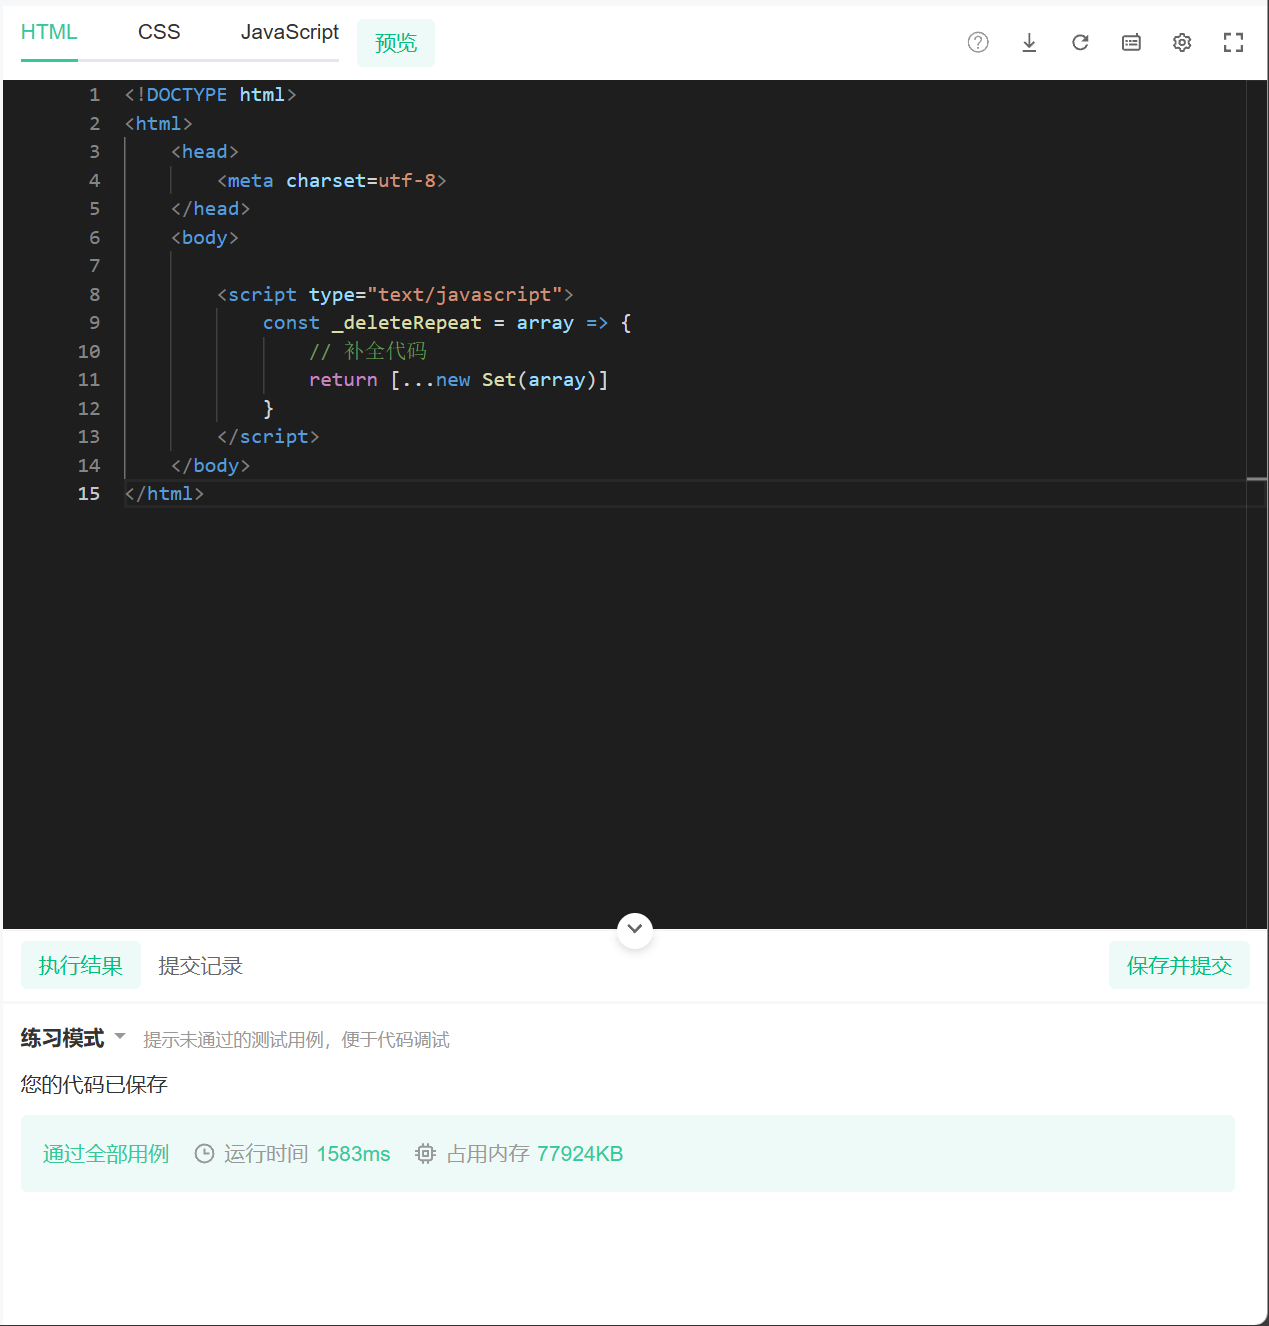 HTML CSS JavaScript 预览
1 <!DOCTYPE html>
2 <html>
3 <head>
4 <meta charset=utf-8>
5 </head>
6 <body>
7
8 <script type="text/javascript">
9 const _deleteRepeat = array => {
10 // 补全代码
11 return [...new Set(array)]
12 }
13 </script>
14 </body>
15 </html>
执行结果 提交记录 保存并提交
练习模式 提示未通过的测试用例，便于代码调试
您的代码已保存
通过全部用例 运行时间 1583ms 占用内存 77924KB